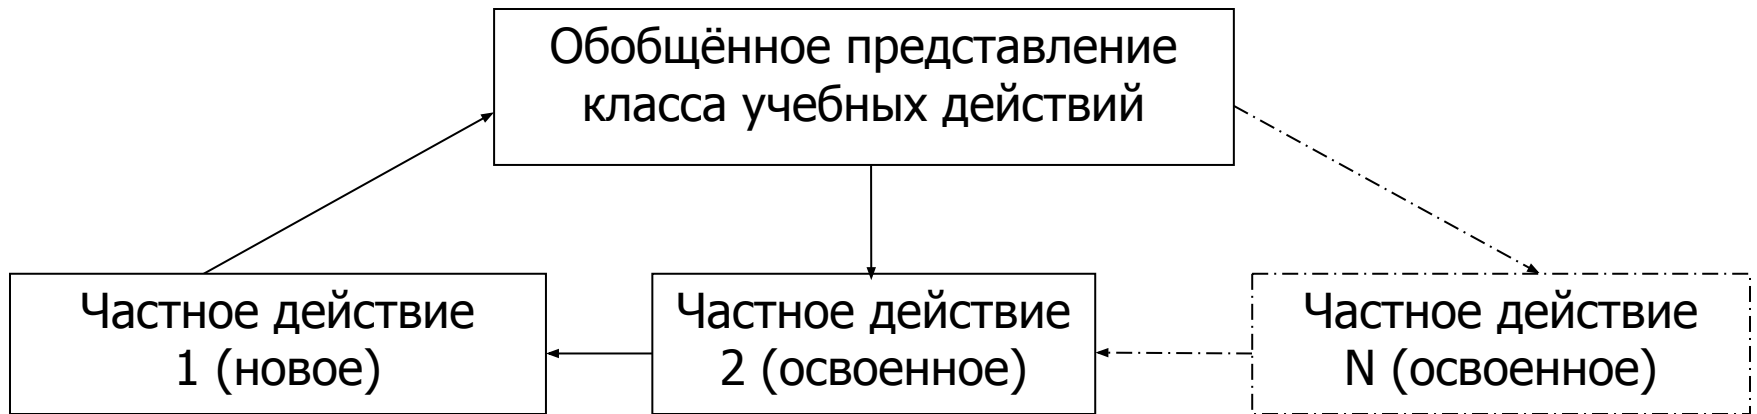 Обобщённое представление
класса учебных действий
Частное действие
1 (новое)
Частное действие
2 (освоенное)
Частное действие
N (освоенное)